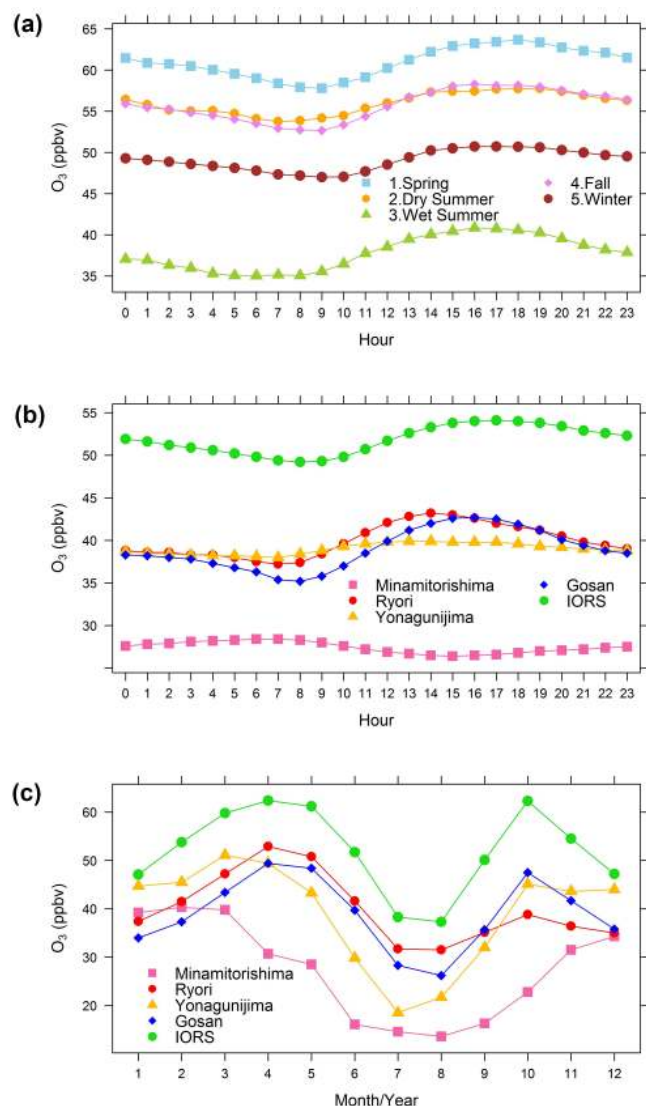 (a)
65
60
55
50
45
40
35
O3 (ppbv)
1.Spring
2.Dry Summer
3.Wet Summer
4.Fall
5.Winter
0 1 2 3 4 5 6 7 8 9 10 11 12 13 14 15 16 17 18 19 20 21 22 23
Hour
(b)
55
50
45
40
35
30
O3 (ppbv)
Minamitorishima
Ryori
Yonagunijima
Gosan
IORS
0 1 2 3 4 5 6 7 8 9 10 11 12 13 14 15 16 17 18 19 20 21 22 23
Hour
(c)
60
50
40
30
20
O3 (ppbv)
Minamitorishima
Ryori
Yonagunijima
Gosan
IORS
1 2 3 4 5 6 7 8 9 10 11 12
Month/Year